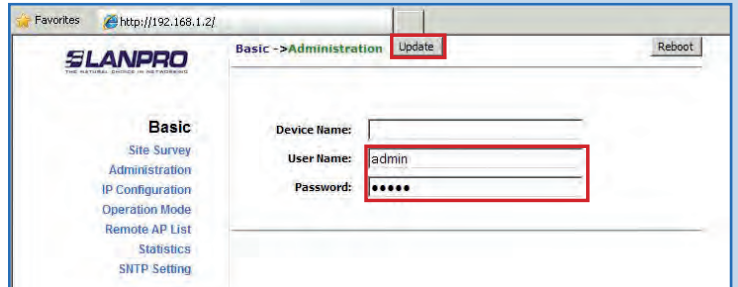 Favorites http://192.168.1.2/
LANPRO
THE NATURAL CHOICE IN NETWORKING
Basic ->Administration Update Reboot
Basic
Site Survey
Administration
IP Configuration
Operation Mode
Remote AP List
Statistics
SNTP Setting
Device Name:
User Name: admin
Password: •••••